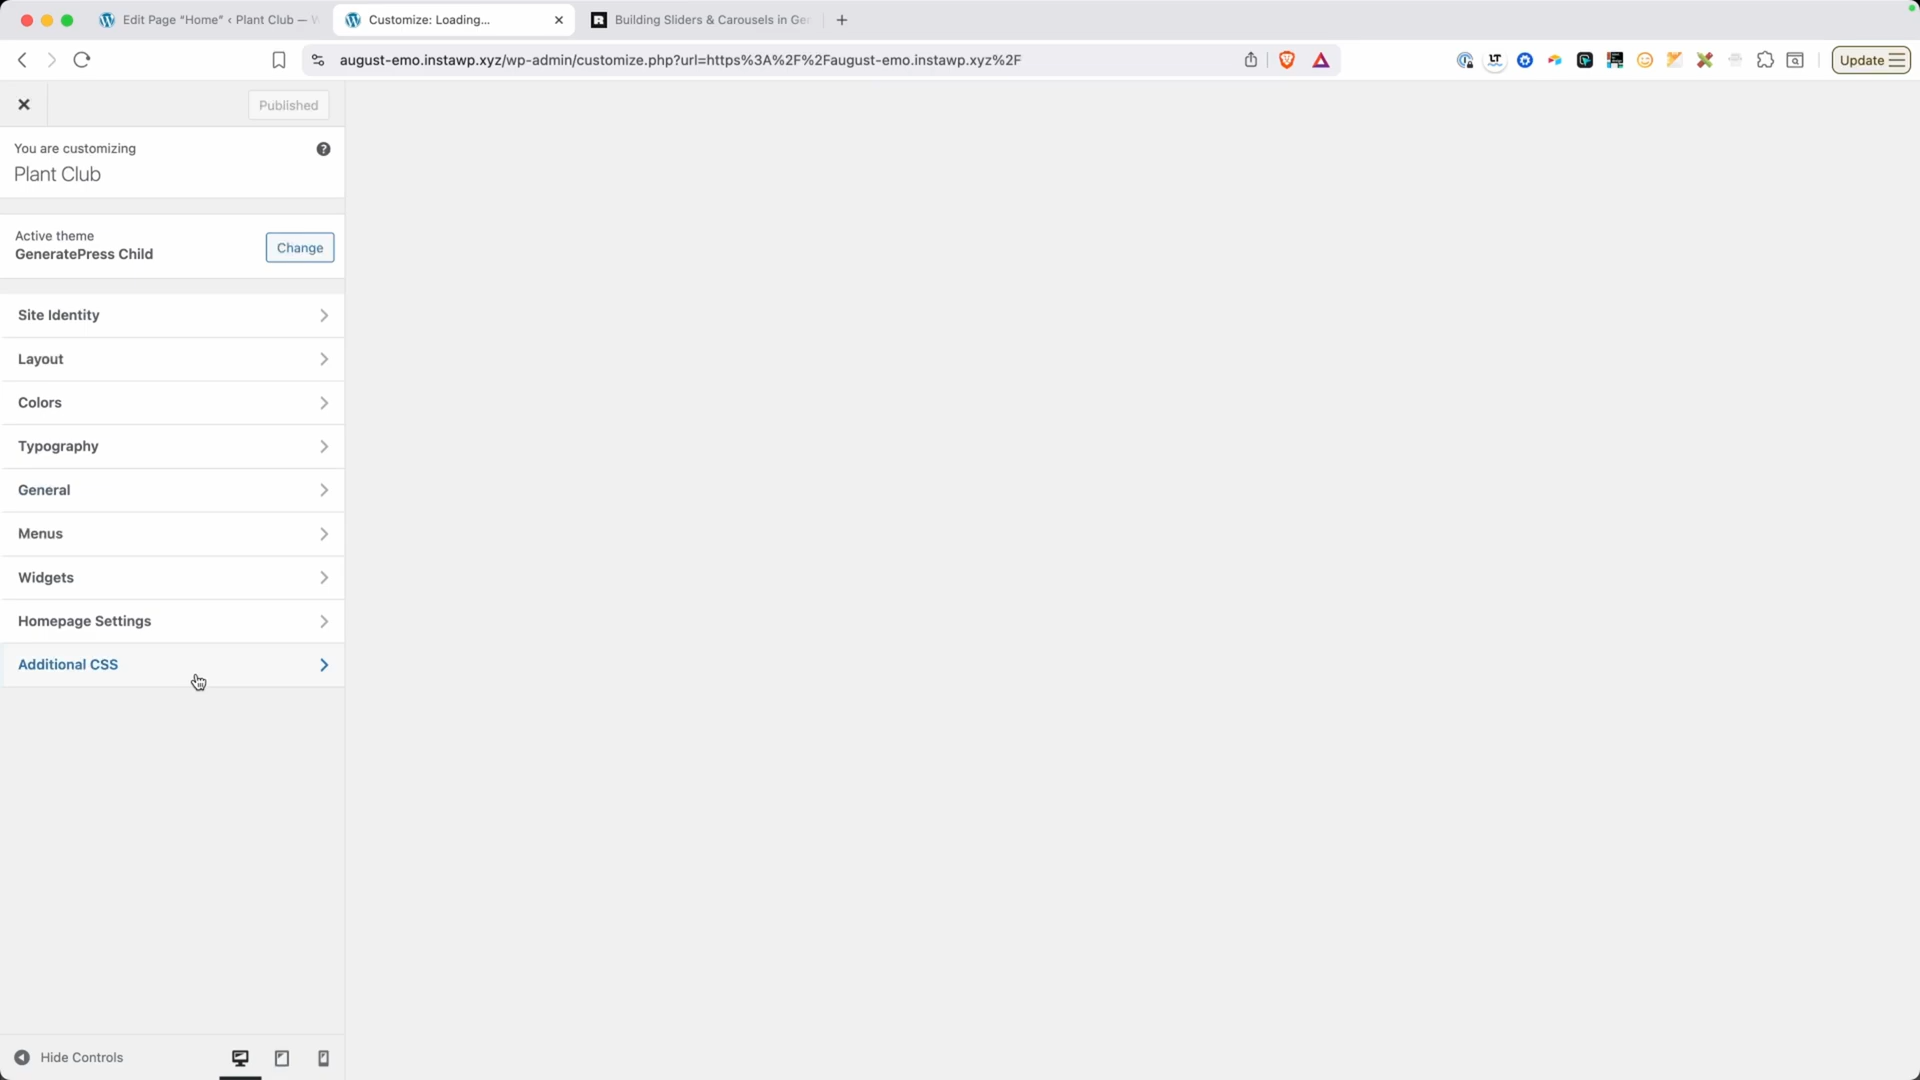 Edit Page "Home" ‹ Plant Club —
Customize: Loading...
Building Sliders & Carousels in Ge
august-emo.instawp.xyz/wp-admin/customize.php?url=https%3A%2F%2Faugust-emo.instawp.xyz%2F
LT
Update
Published
You are customizing
Plant Club
Active theme
GeneratePress Child
Change
Site Identity
Layout
Colors
Typography
General
Menus
Widgets
Homepage Settings
Additional CSS
Hide Controls